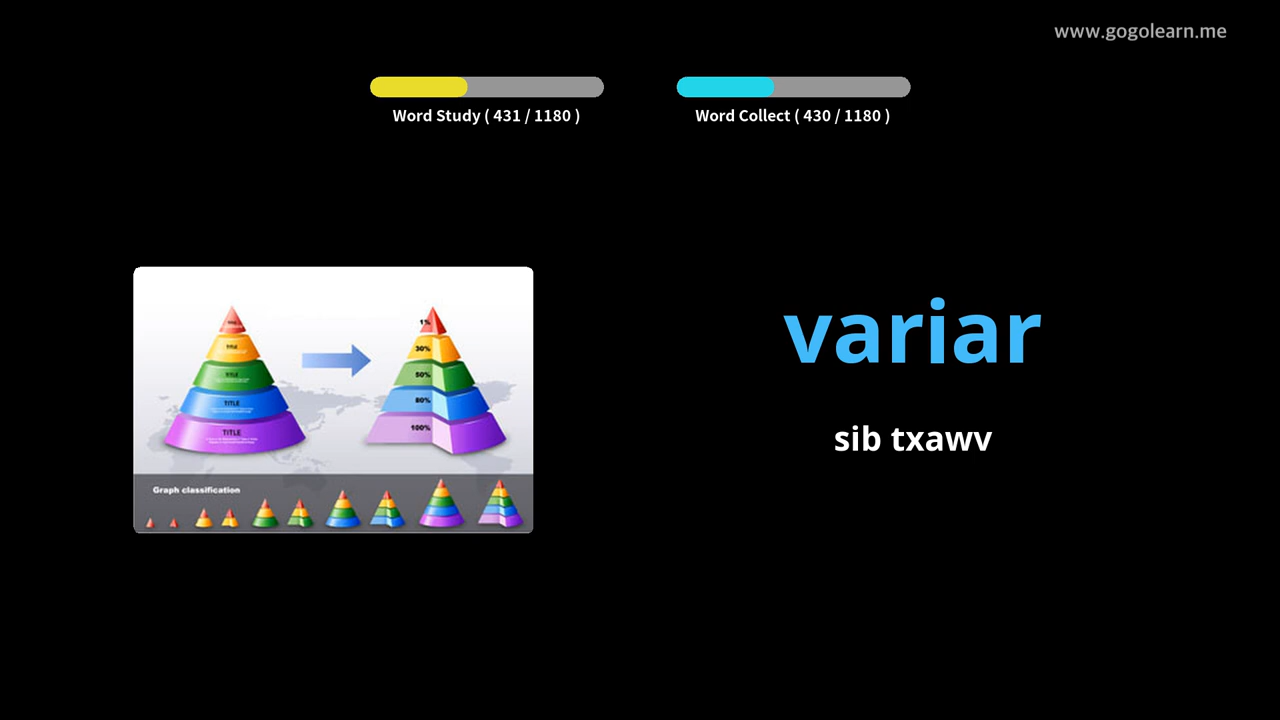 www.gogolearn.me
Word Study ( 431 / 1180 )
Word Collect ( 430 / 1180 )
TITLE
TITLE
TITLE
TITLE
1%
30%
50%
80%
100%
Graph classification
variar
sib txawv